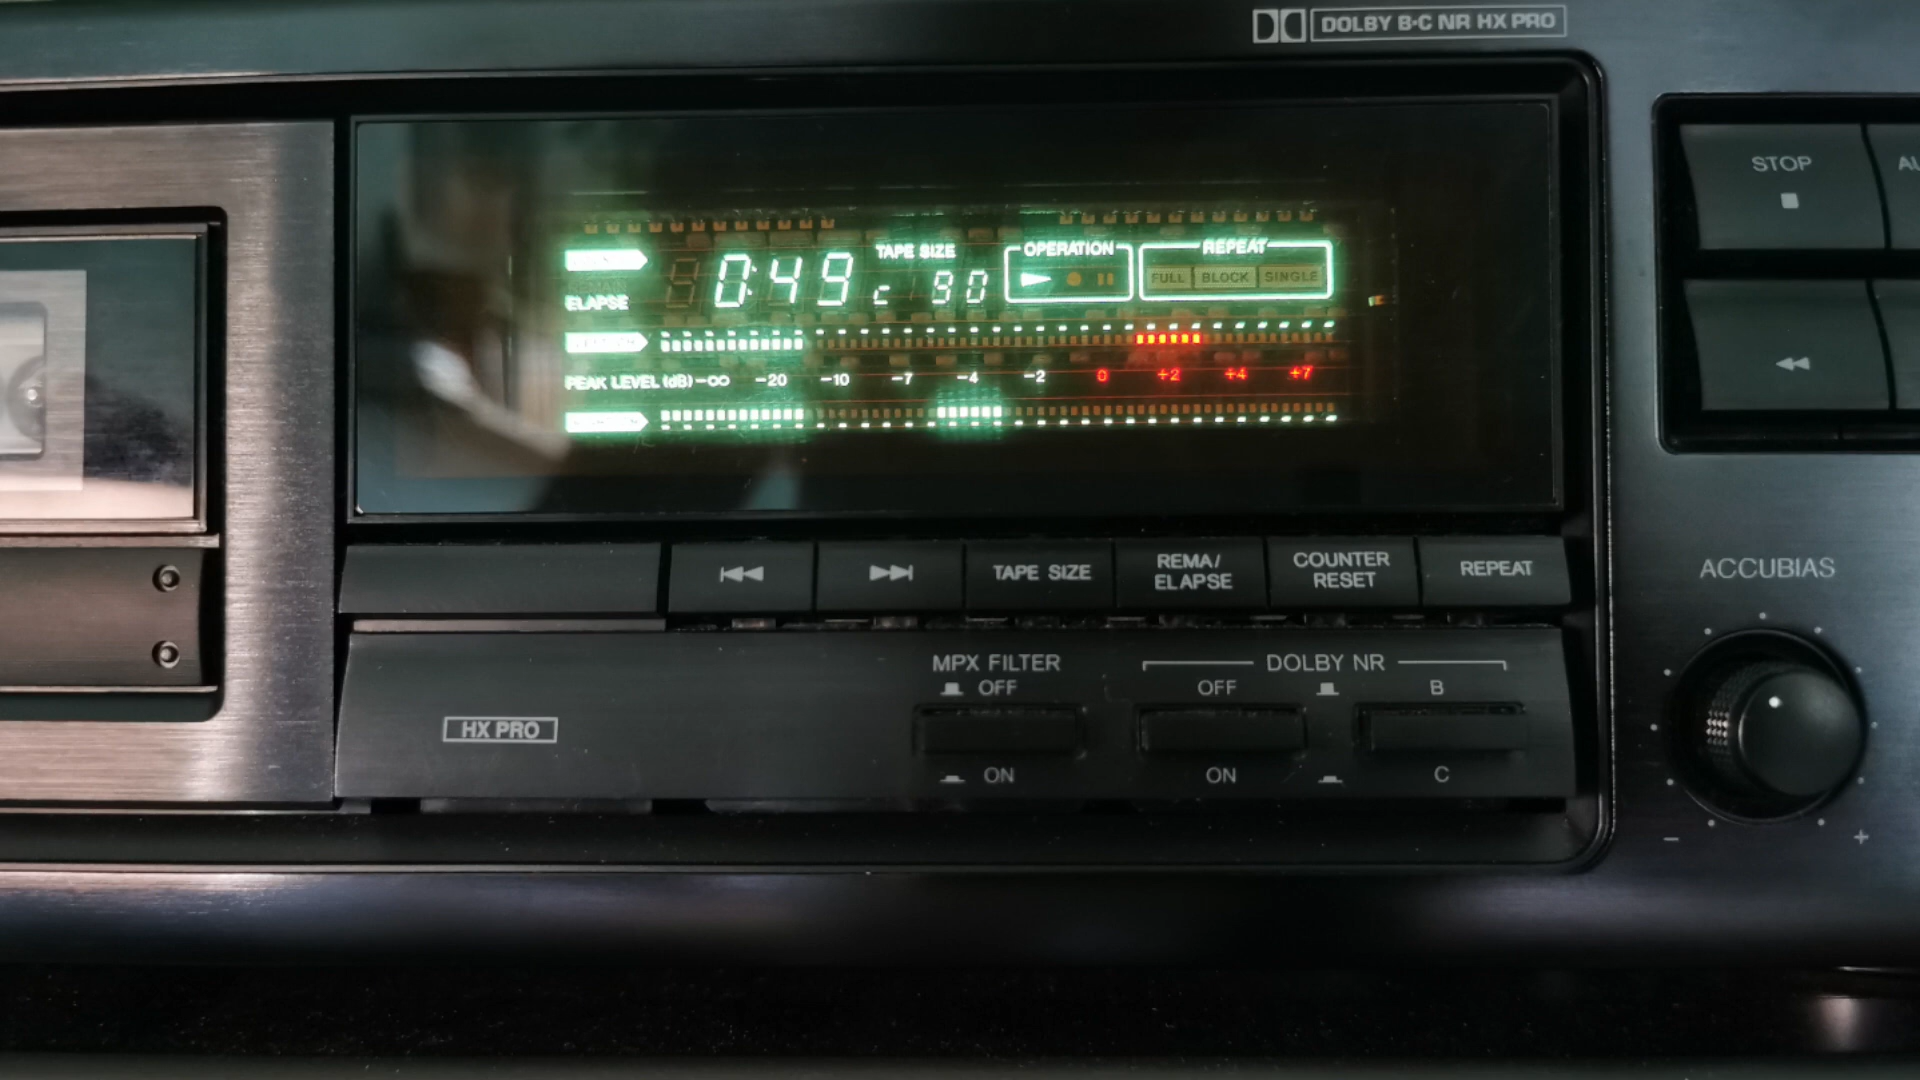 DOLBY B·C NR HX PRO
STOP
ELAPSE
0:49
TAPE SIZE
c 90
OPERATION
REPEAT
FULL BLOCK SINGLE
PEAK LEVEL (dB) -∞ -20 -10 -7 -4 -2 0 +2 +4 +7
TAPE SIZE
REMA/
ELAPSE
COUNTER
RESET
REPEAT
ACCUBIAS
MPX FILTER
OFF
ON
DOLBY NR
OFF
B
ON
C
HX PRO
− +